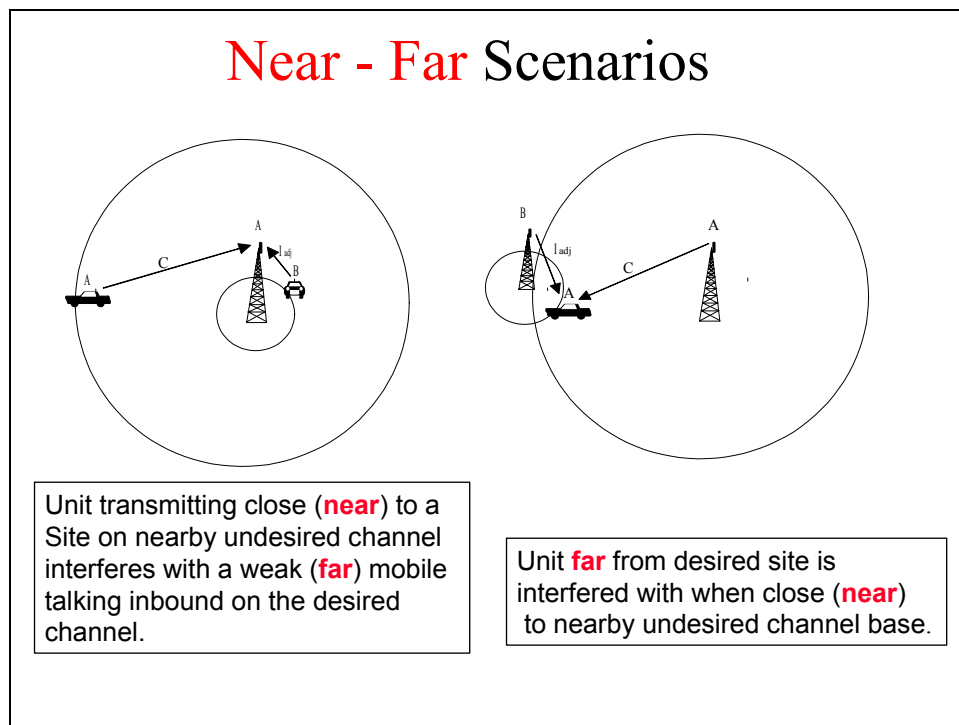 Near - Far Scenarios
A
I adj
B
C
A
B
I adj
A
C
A
Unit transmitting close (near) to a
Site on nearby undesired channel
interferes with a weak (far) mobile
talking inbound on the desired
channel.
Unit far from desired site is
interfered with when close (near)
to nearby undesired channel base.